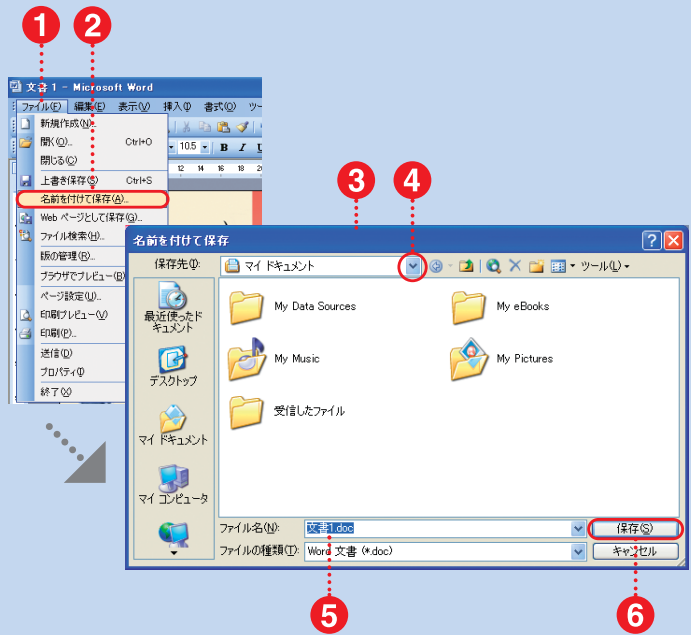 1 2
文書 1 - Microsoft Word
ファイル(F) 編集(E) 表示(V) 挿入(I) 書式(O) ツー
新規作成(N)...
開く(O)... Ctrl+O
閉じる(C)
上書き保存(S) Ctrl+S
名前を付けて保存(A)...
Web ページとして保存(G)...
ファイル検索(H)...
版の管理(R)...
ブラウザでプレビュー(B)
ページ設定(U)...
印刷プレビュー(V)
印刷(P)...
送信(D)
プロパティ(I)
終了(X)
10.5 B I U
12 14 16 18 20
3 4
名前を付けて保存
保存先(I): マイ ドキュメント ツール(L)
最近使ったド
キュメント
デスクトップ
マイ ドキュメント
マイ コンピュータ
My Data Sources
My eBooks
My Music
My Pictures
受信したファイル
ファイル名(N): 文書1.doc 保存(S)
ファイルの種類(T): Word 文書 (*.doc) キャンセル
5 6